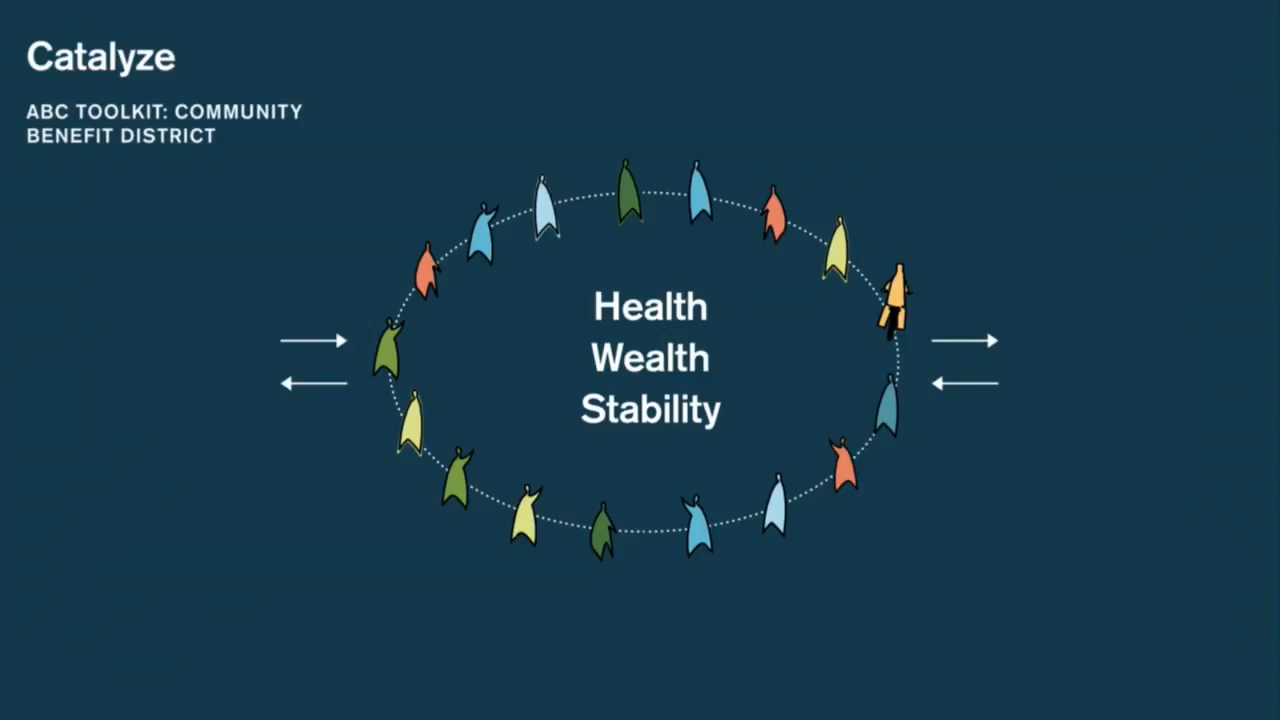 Catalyze
ABC TOOLKIT: COMMUNITY
BENEFIT DISTRICT
Health
Wealth
Stability